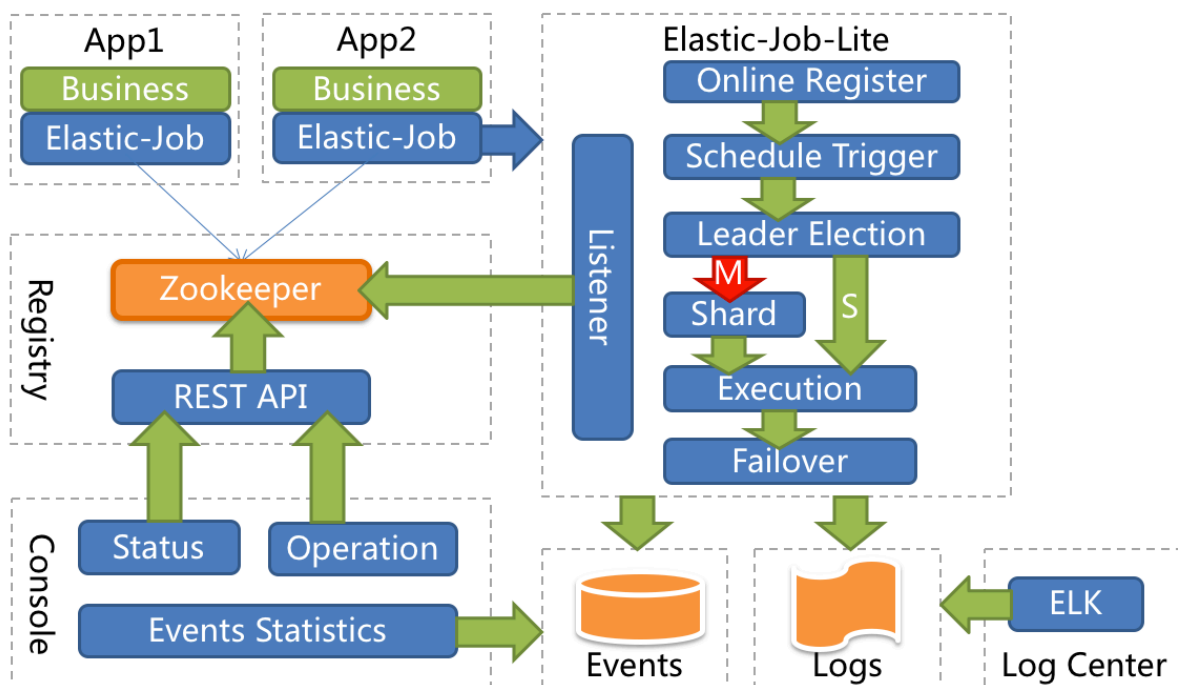 App1
Business
Elastic-Job
App2
Business
Elastic-Job
Elastic-Job-Lite
Online Register
Schedule Trigger
Leader Election
M
S
Shard
Execution
Failover
Listener
Registry
Zookeeper
REST API
Console
Status
Operation
Events Statistics
Events
Logs
ELK
Log Center